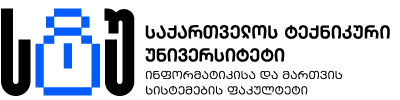 სტუ
საქართველოს ტექნიკური
უნივერსიტეტი
ინფორმატიკისა და მართვის
სისტემების ფაკულტეტი